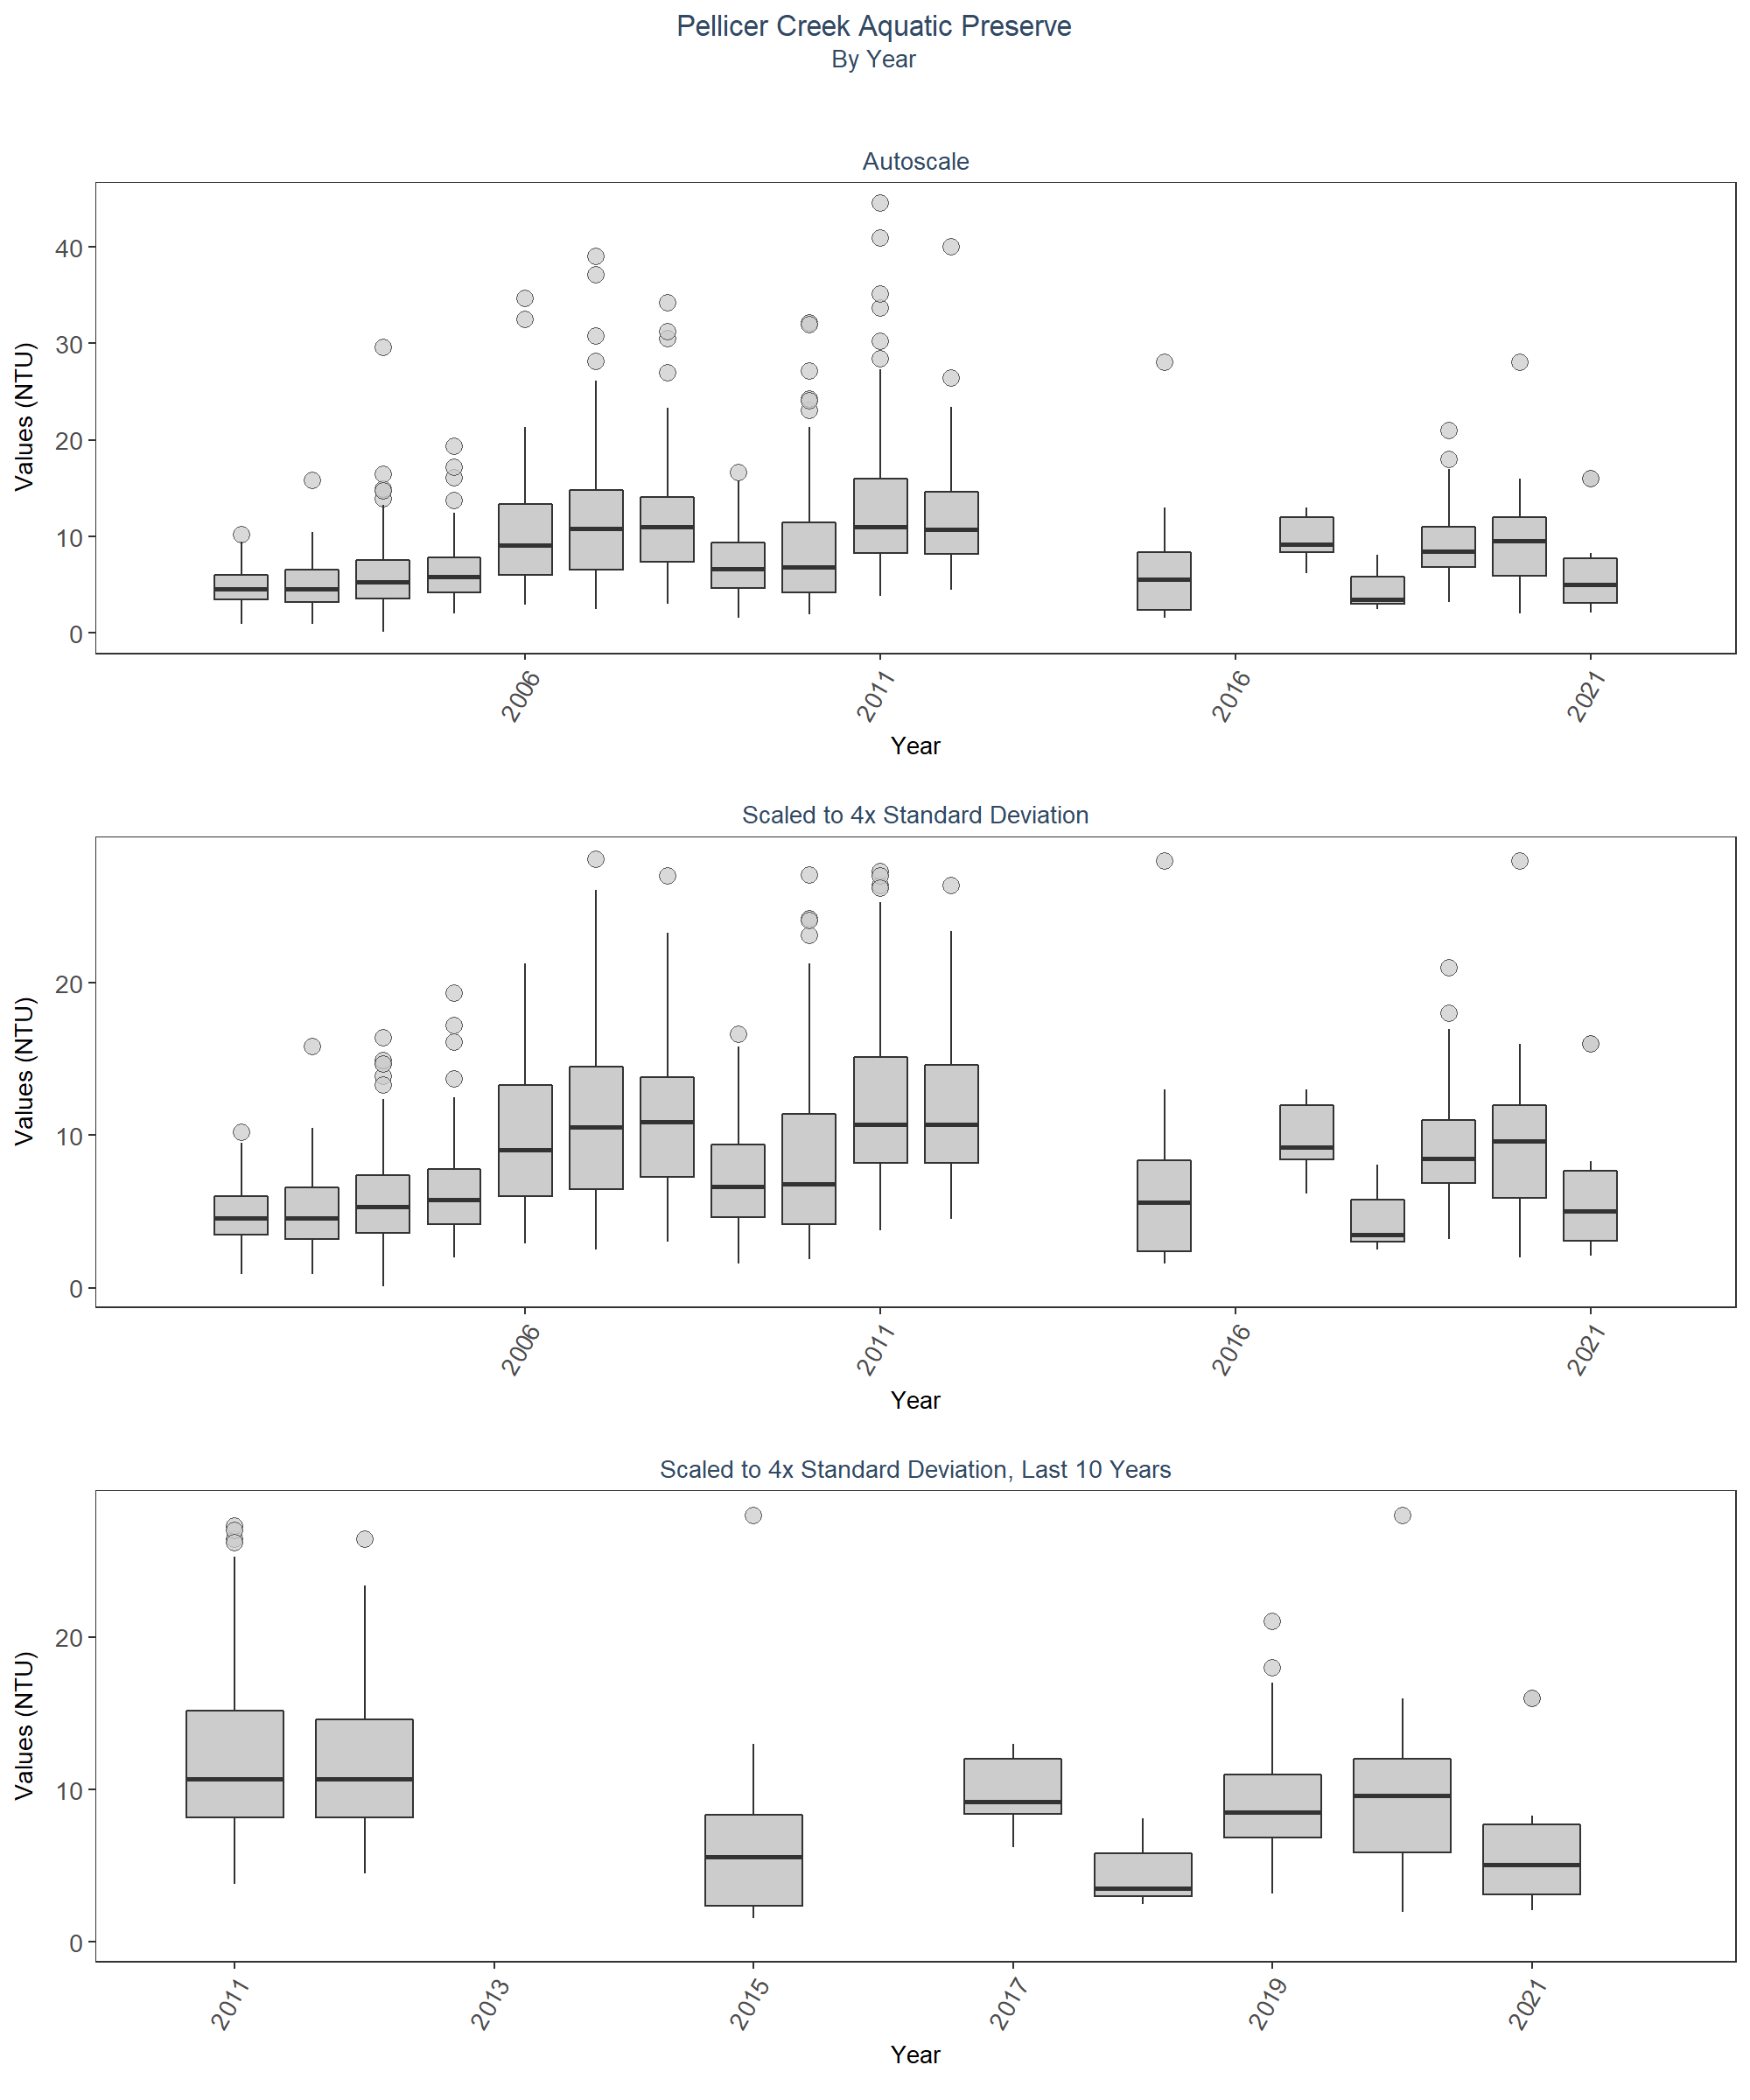 Pellicer Creek Aquatic Preserve
By Year
Autoscale
Values (NTU)
40
30
20
10
0
2006
2011
2016
2021
Year
Scaled to 4x Standard Deviation
Values (NTU)
20
10
0
2006
2011
2016
2021
Year
Scaled to 4x Standard Deviation, Last 10 Years
Values (NTU)
20
10
0
2011
2013
2015
2017
2019
2021
Year